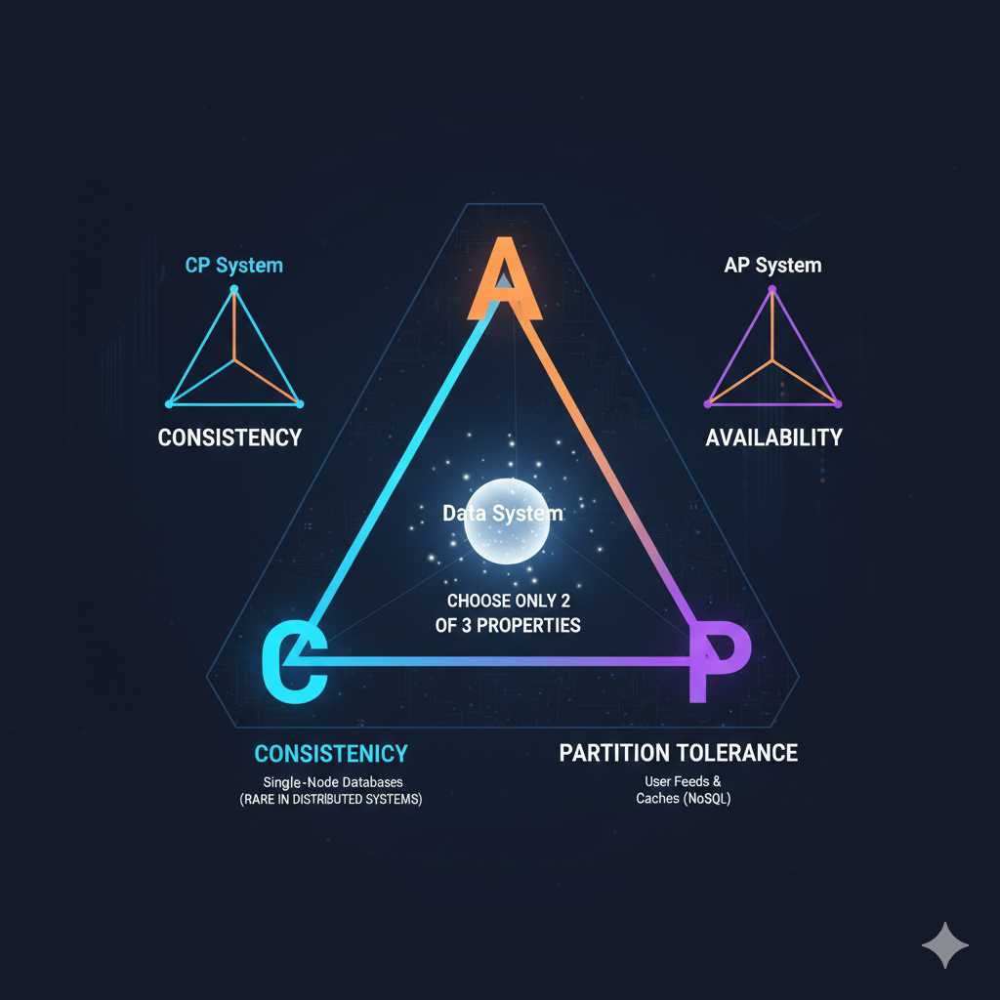 CP System
AP System
A
CONSISTENCY
AVAILABILITY
Data System
CHOOSE ONLY 2
OF 3 PROPERTIES
C
P
CONSISTENICY
PARTITION TOLERANCE
Single-Node Databases
(RARE IN DISTRIBUTED SYSTEMS)
User Feeds &
Caches (NoSQL)